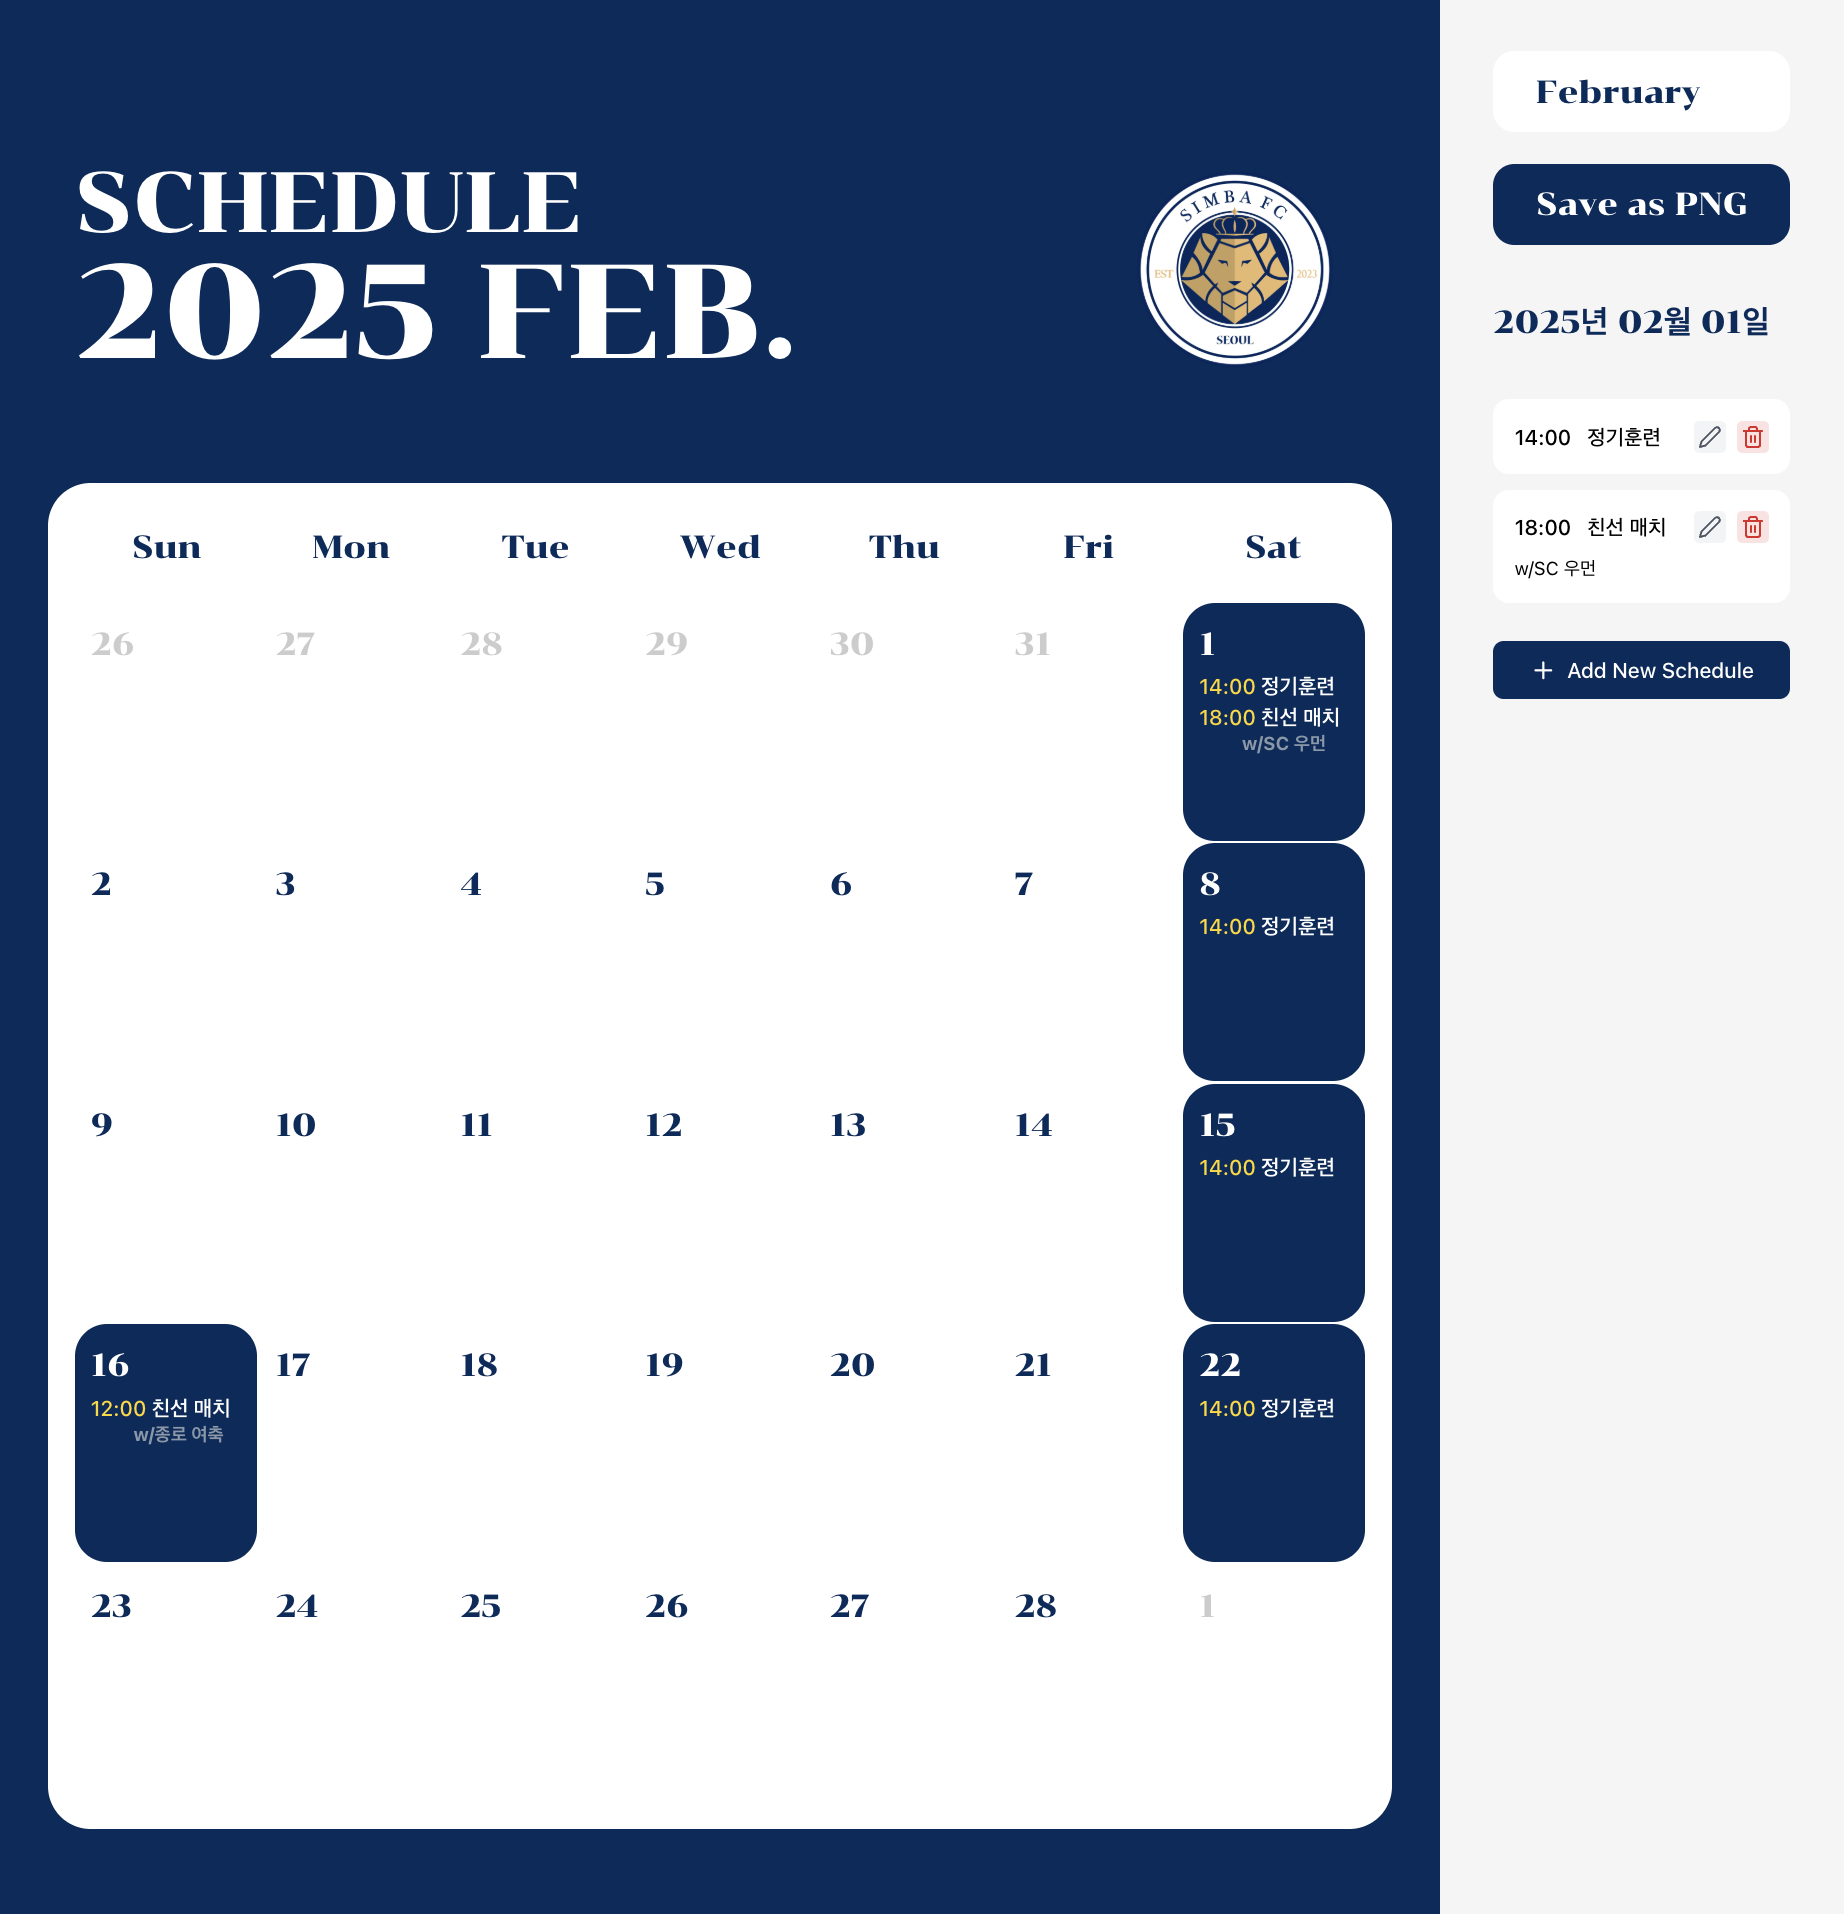 SCHEDULE
2025 FEB.
SIMBA FC
EST
2023
SEOUL
Sun Mon Tue Wed Thu Fri Sat
26 27 28 29 30 31 1
14:00 정기훈련
18:00 친선 매치
w/SC 우먼
2 3 4 5 6 7 8
14:00 정기훈련
9 10 11 12 13 14 15
14:00 정기훈련
16 17 18 19 20 21 22
12:00 친선 매치
w/종로 여축
14:00 정기훈련
23 24 25 26 27 28 1
February
Save as PNG
2025년 02월 01일
14:00 정기훈련
18:00 친선 매치
w/SC 우먼
+ Add New Schedule